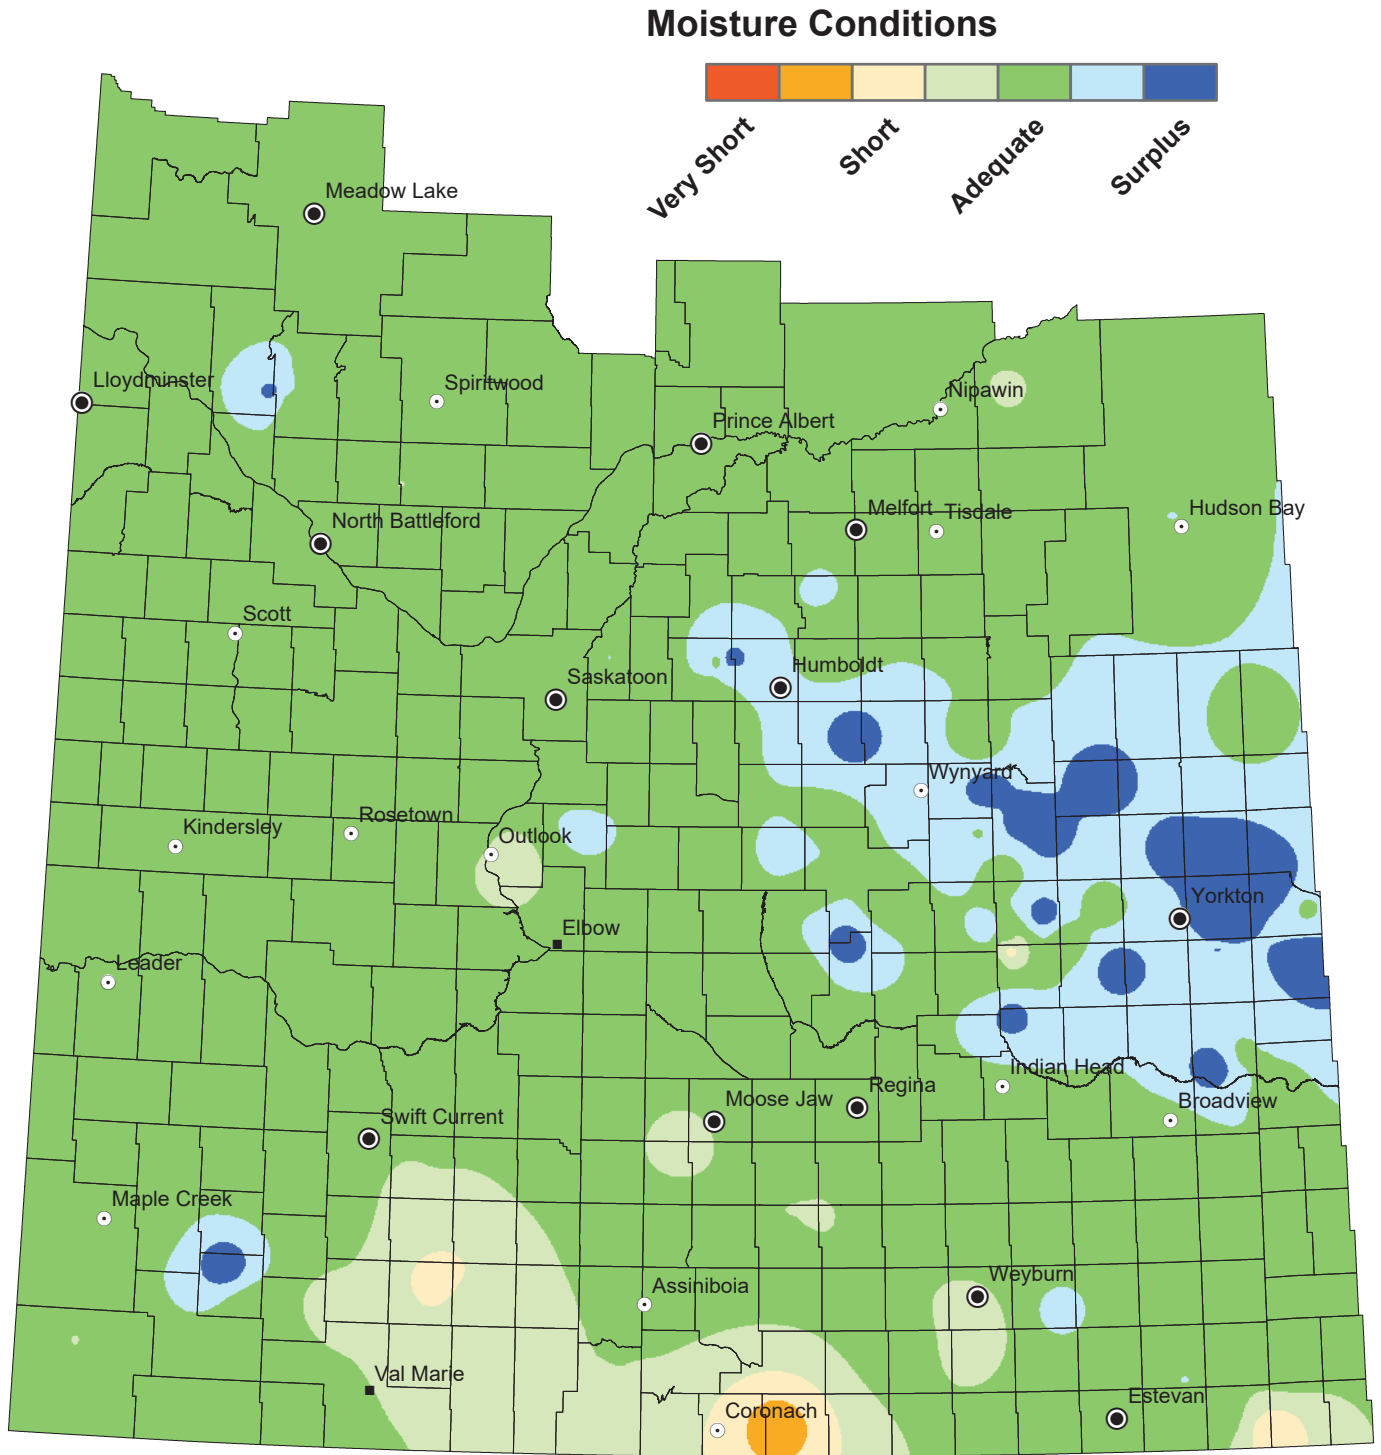 Moisture Conditions
Very Short
Short
Adequate
Surplus
Meadow Lake
Lloydminster
Spiritwood
Nipawin
Prince Albert
Melfort
Tisdale
Hudson Bay
North Battleford
Scott
Humboldt
Saskatoon
Wynyard
Rosetown
Kindersley
Outlook
Yorkton
Elbow
Leader
Indian Head
Regina
Moose Jaw
Broadview
Swift Current
Maple Creek
Weyburn
Assiniboia
Val Marie
Estevan
Coronach